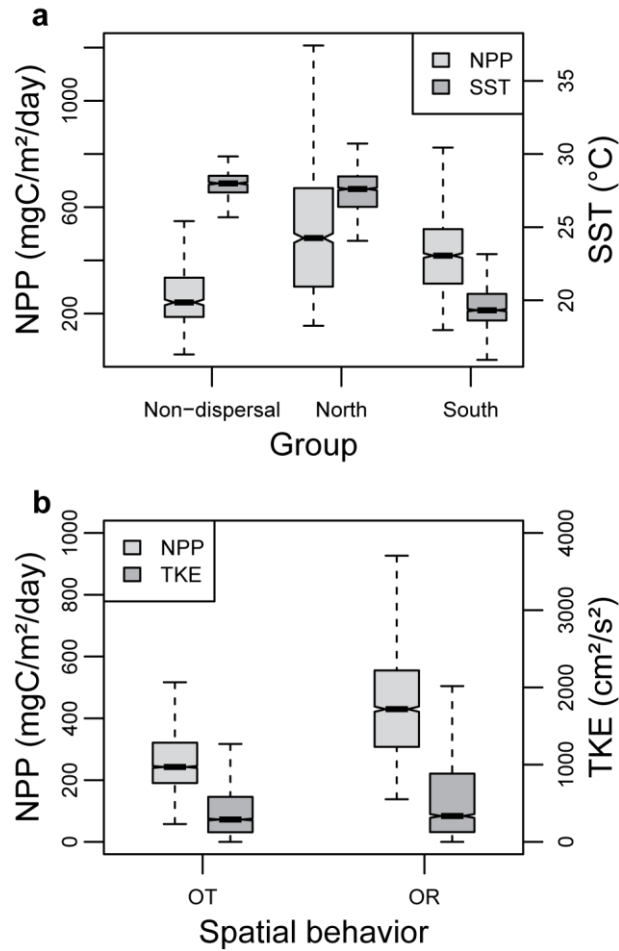 a
NPP (mgC/m²/day)
200
600
1000
NPP
SST
20
25
30
35
SST (°C)
Non−dispersal North South
Group
b
NPP (mgC/m²/day)
0
200
400
600
800
1000
NPP
TKE
0
1000
2000
3000
4000
TKE (cm²/s²)
OT OR
Spatial behavior